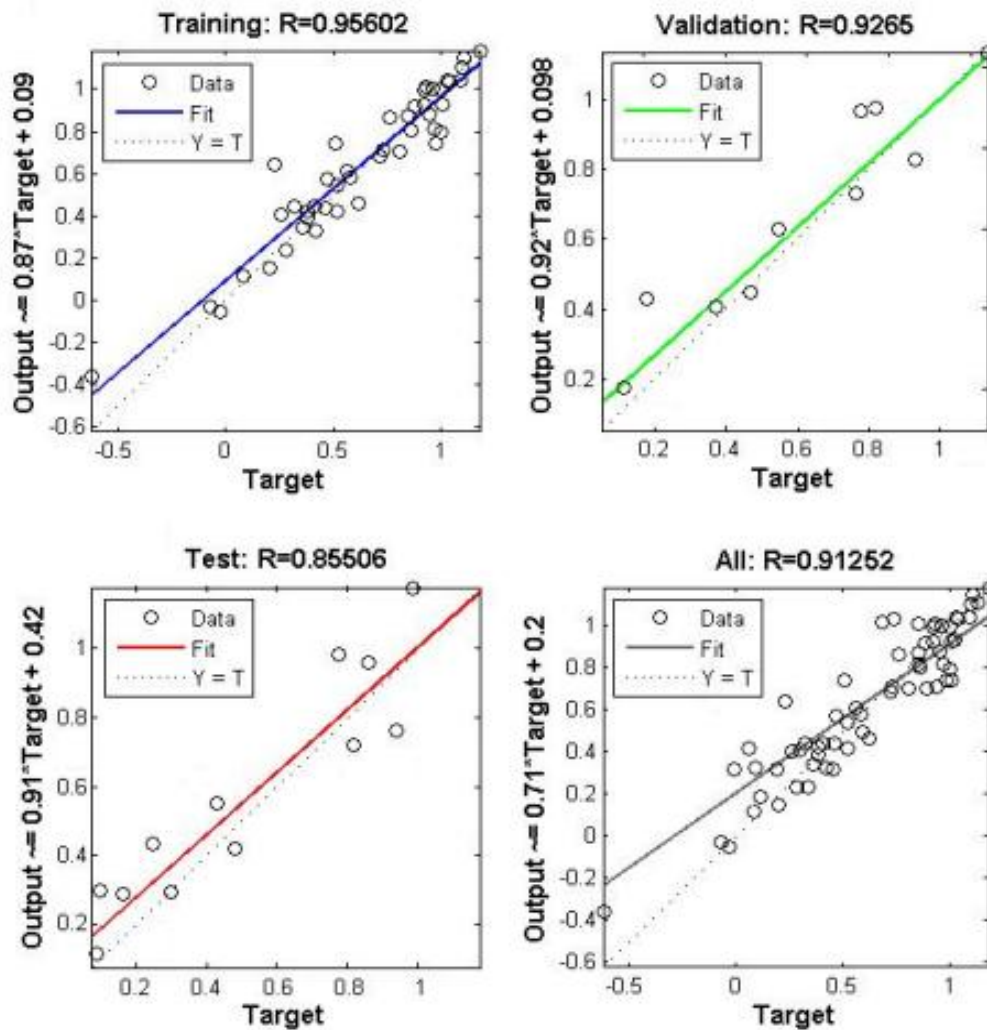 Training: R=0.95602
Output ~= 0.87*Target + 0.09
1
0.8
0.6
0.4
0.2
0
-0.2
-0.4
-0.6
Data
Fit
Y = T
-0.5 0 0.5 1
Target
Validation: R=0.9265
Output ~= 0.92*Target + 0.098
1
0.8
0.6
0.4
0.2
Data
Fit
Y = T
0.2 0.4 0.6 0.8 1
Target
Test: R=0.85506
Output ~= 0.91*Target + 0.42
1
0.8
0.6
0.4
0.2
Data
Fit
Y = T
0.2 0.4 0.6 0.8 1
Target
All: R=0.91252
Output ~= 0.71*Target + 0.2
1
0.8
0.6
0.4
0.2
0
-0.2
-0.4
-0.6
Data
Fit
Y = T
-0.5 0 0.5 1
Target